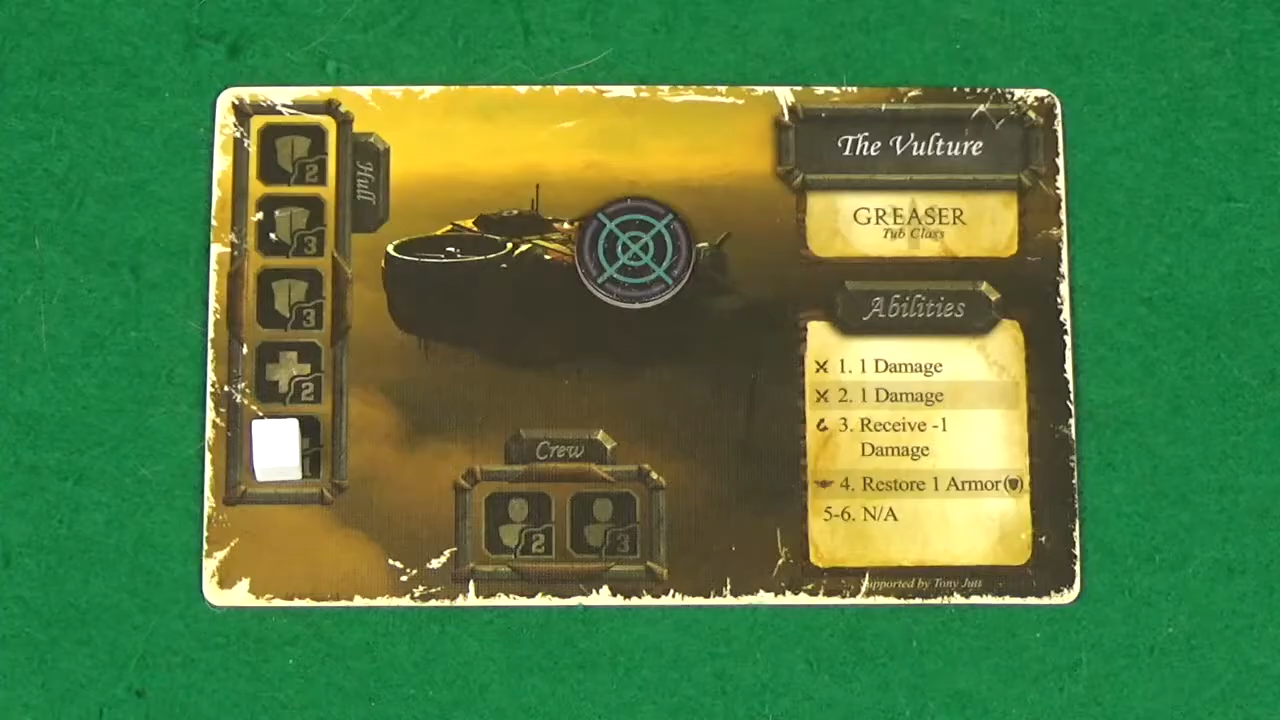 2
Hull
3
3
2
1
The Vulture
GREASER
Tub Class
Abilities
1. 1 Damage
2. 1 Damage
3. Receive -1
Damage
4. Restore 1 Armor( )
5-6. N/A
Crew
2 3
Supported by Tony Jutt